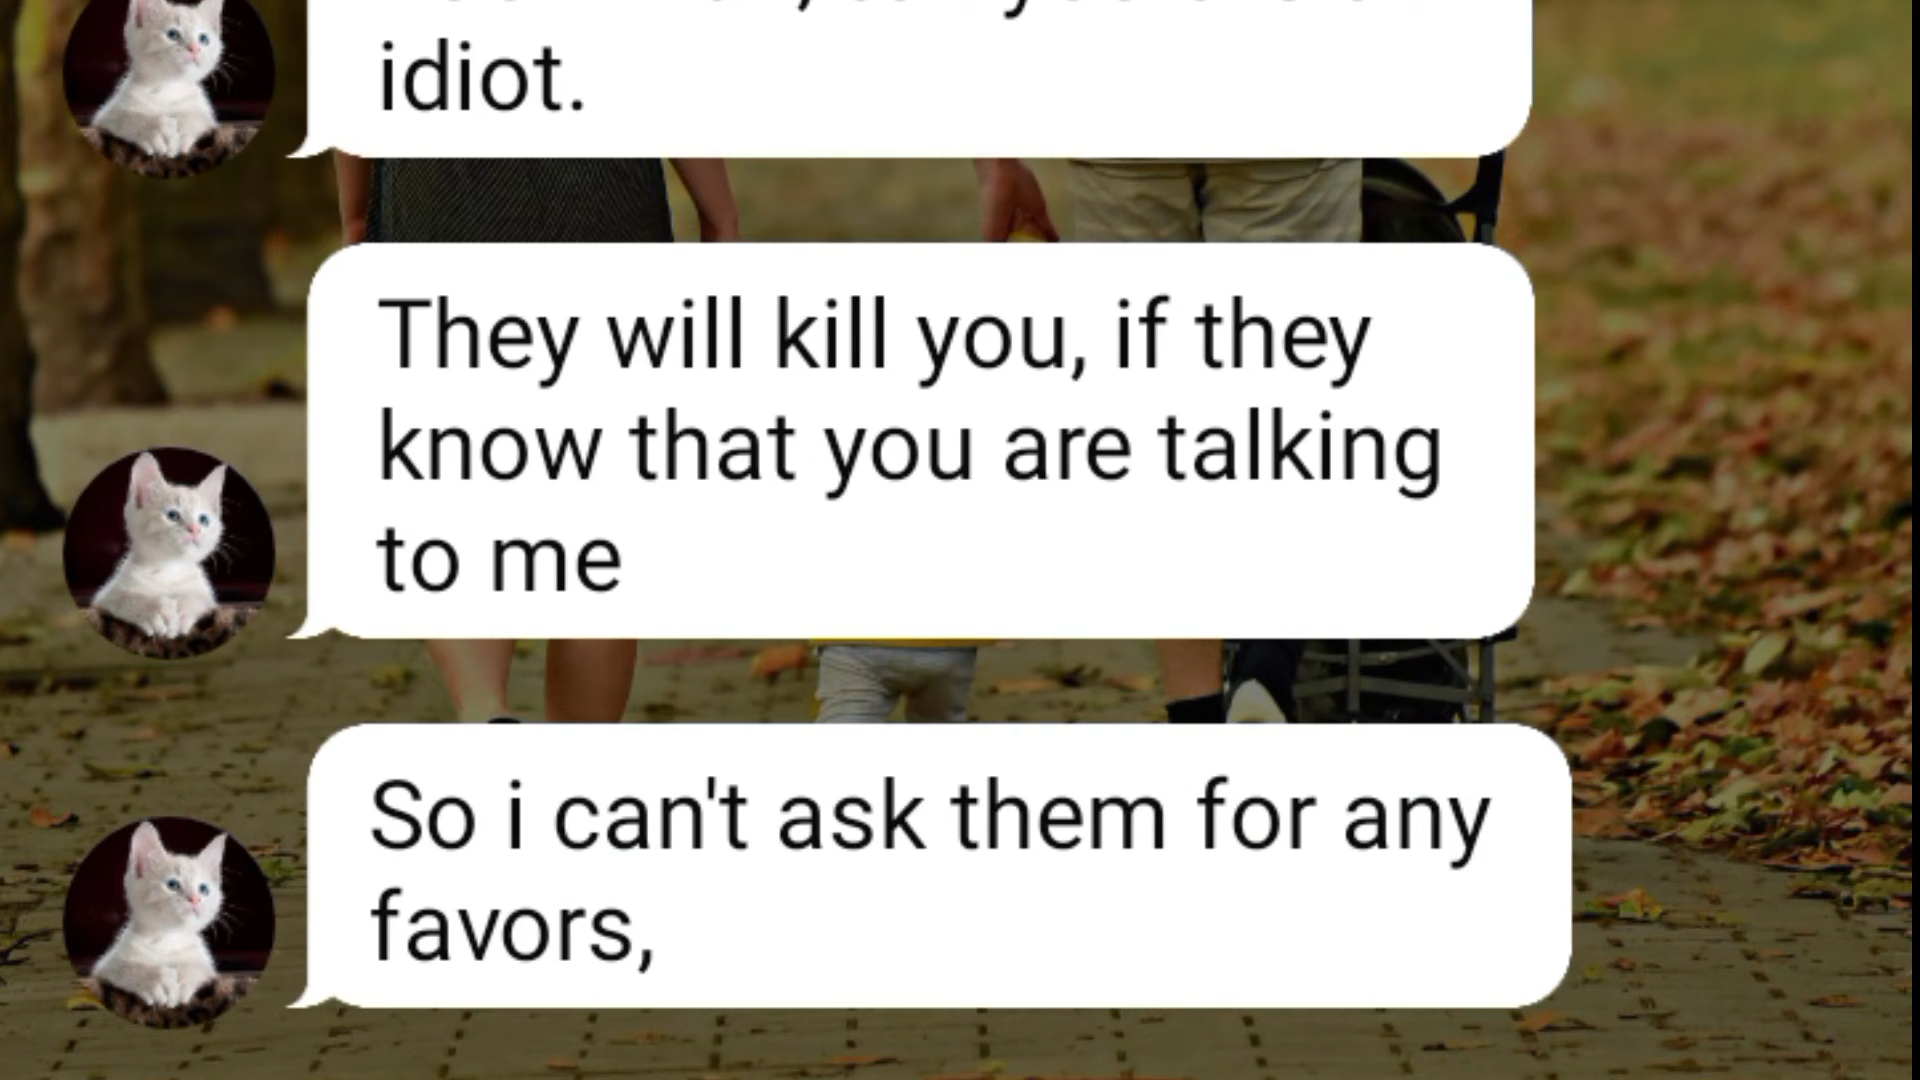 idiot.
They will kill you, if they
know that you are talking
to me
So i can't ask them for any
favors,